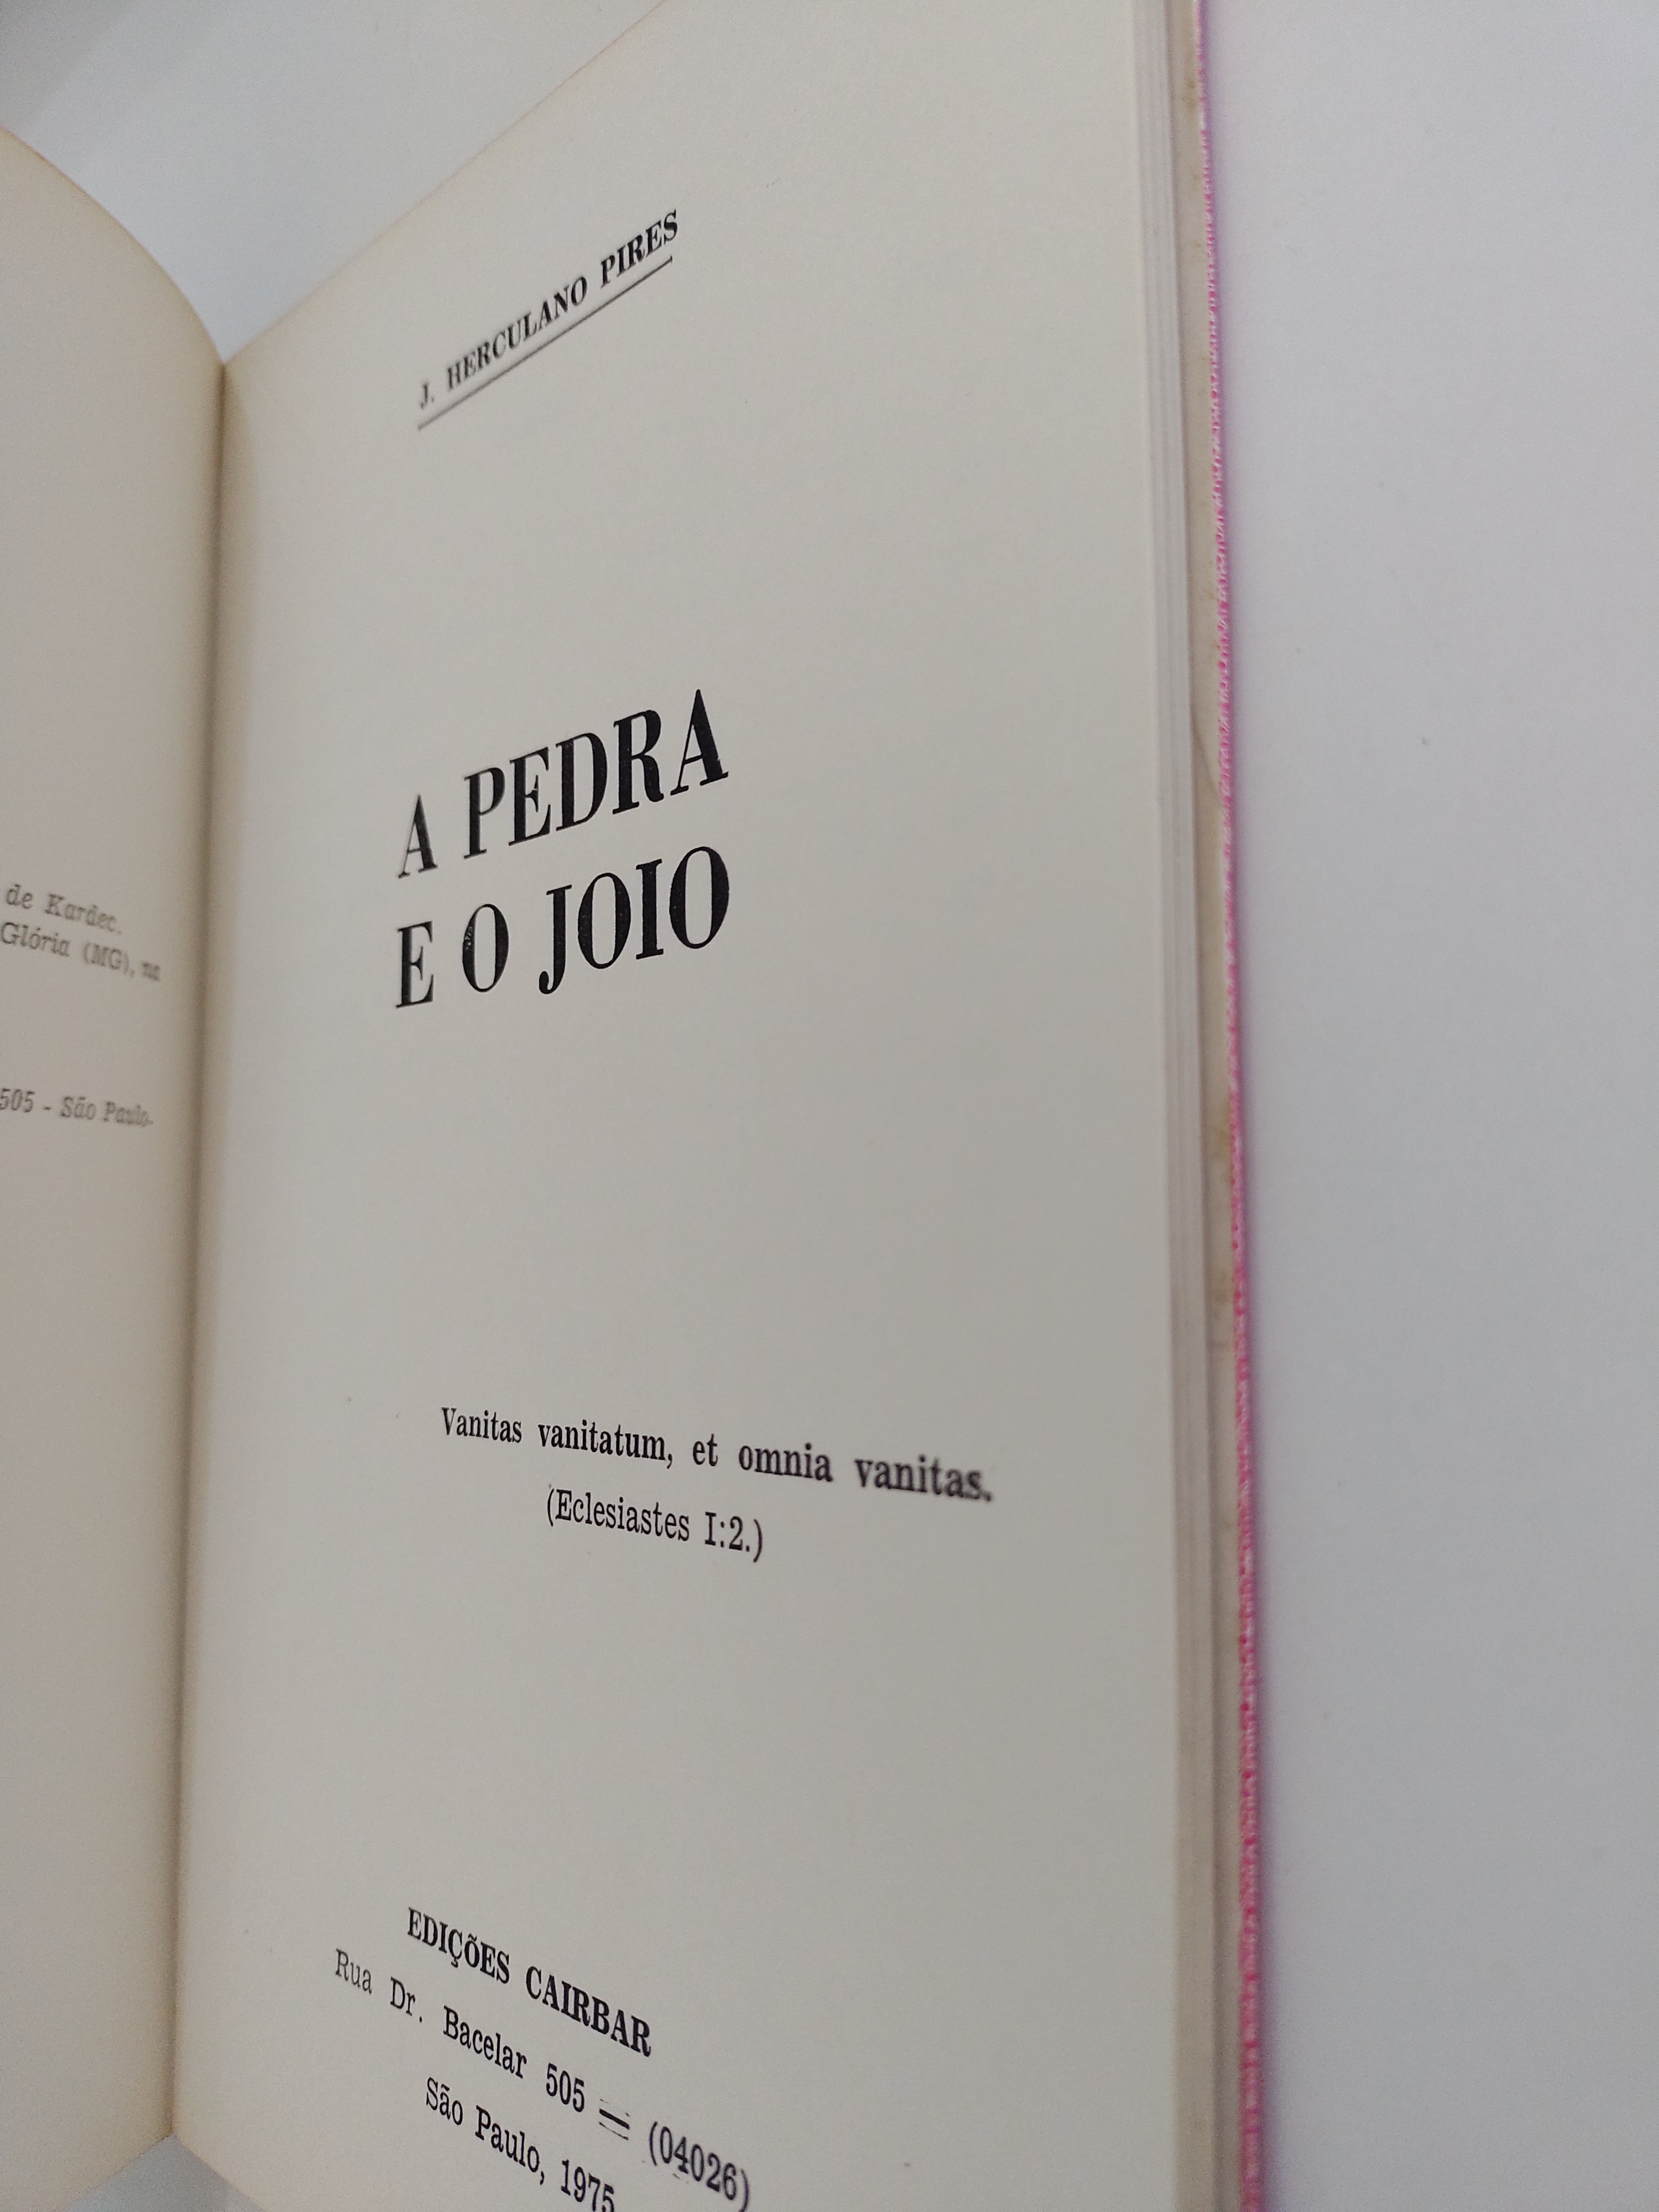 de Kardec.
Glória (MG), na
505 - São Paulo-
J. HERCULANO PIRES
A PEDRA
E O JOIO
Vanitas vanitatum, et omnia vanitas.
(Eclesiastes I:2.)
EDIÇÕES CAIRBAR
Rua Dr. Bacelar 505 — (04026)
São Paulo, 1975